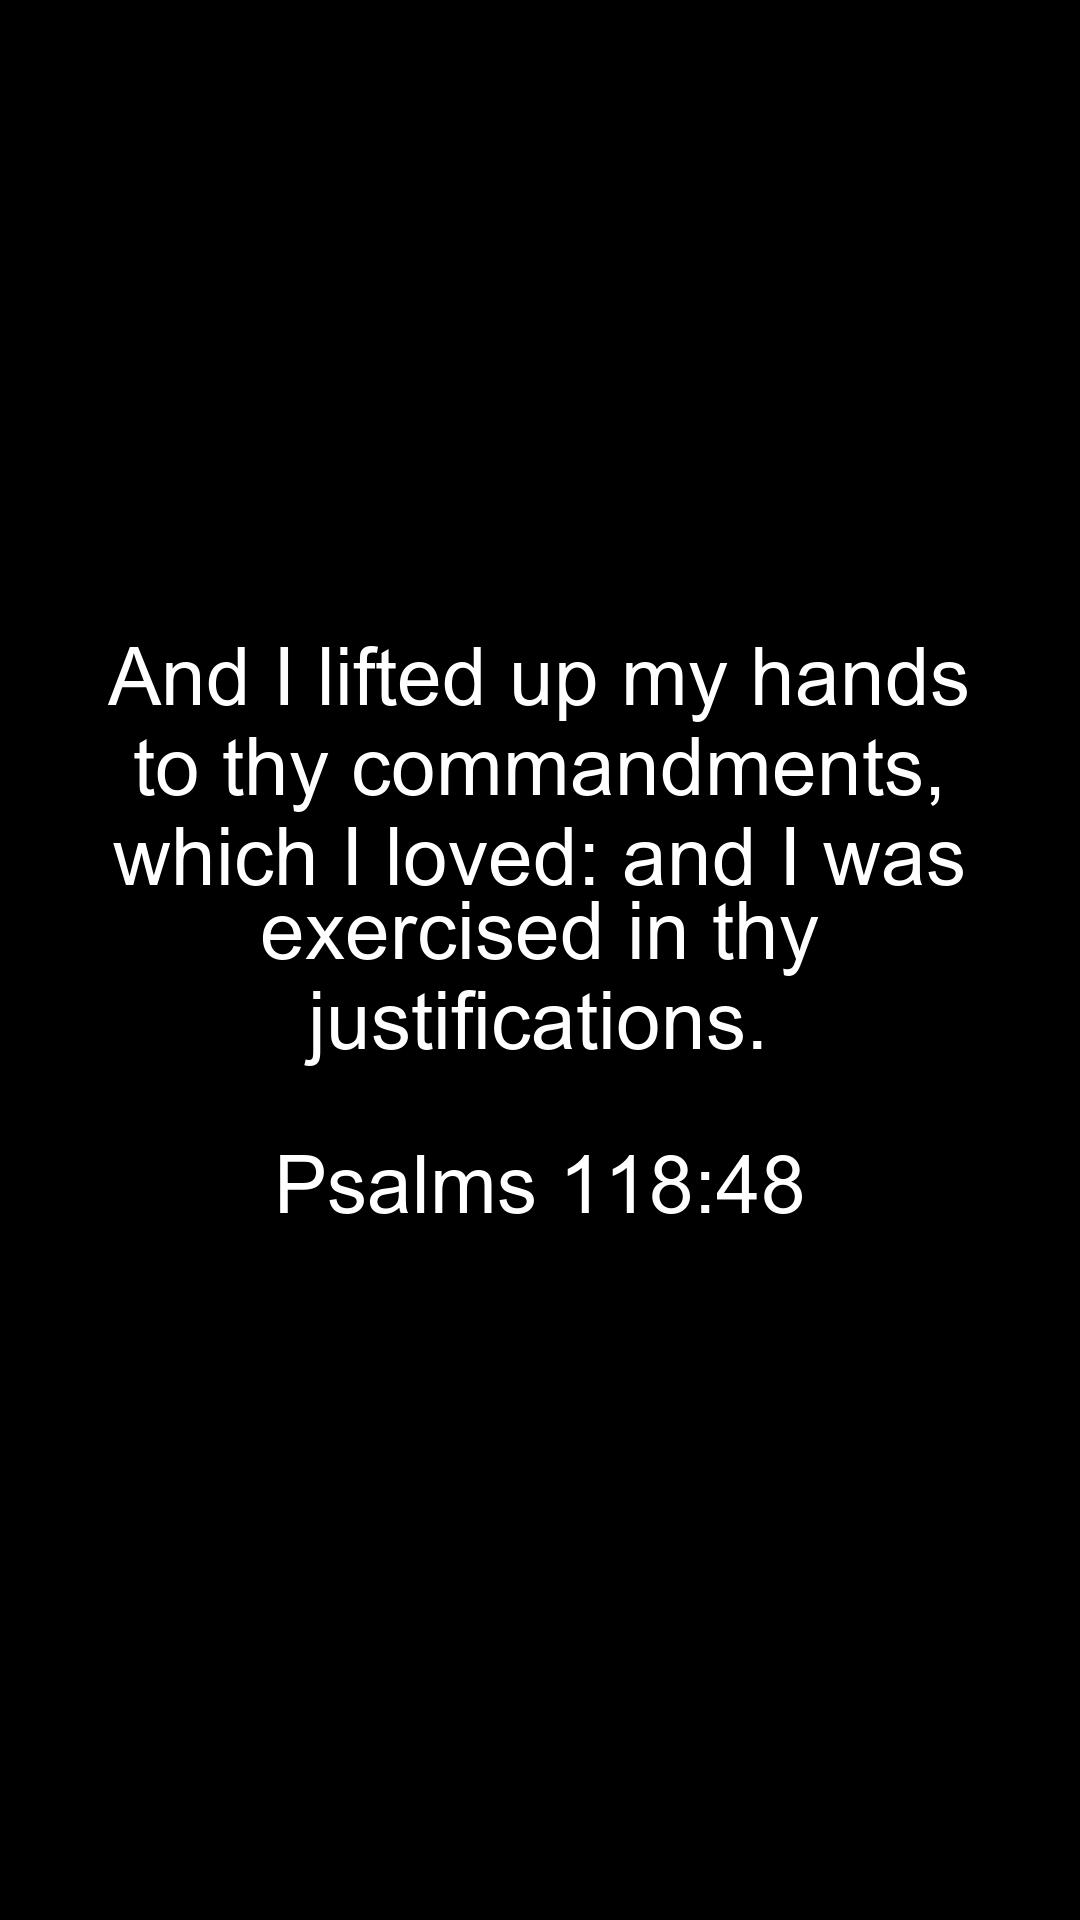 And I lifted up my hands
to thy commandments,
which I loved: and I was
exercised in thy
justifications.
Psalms 118:48